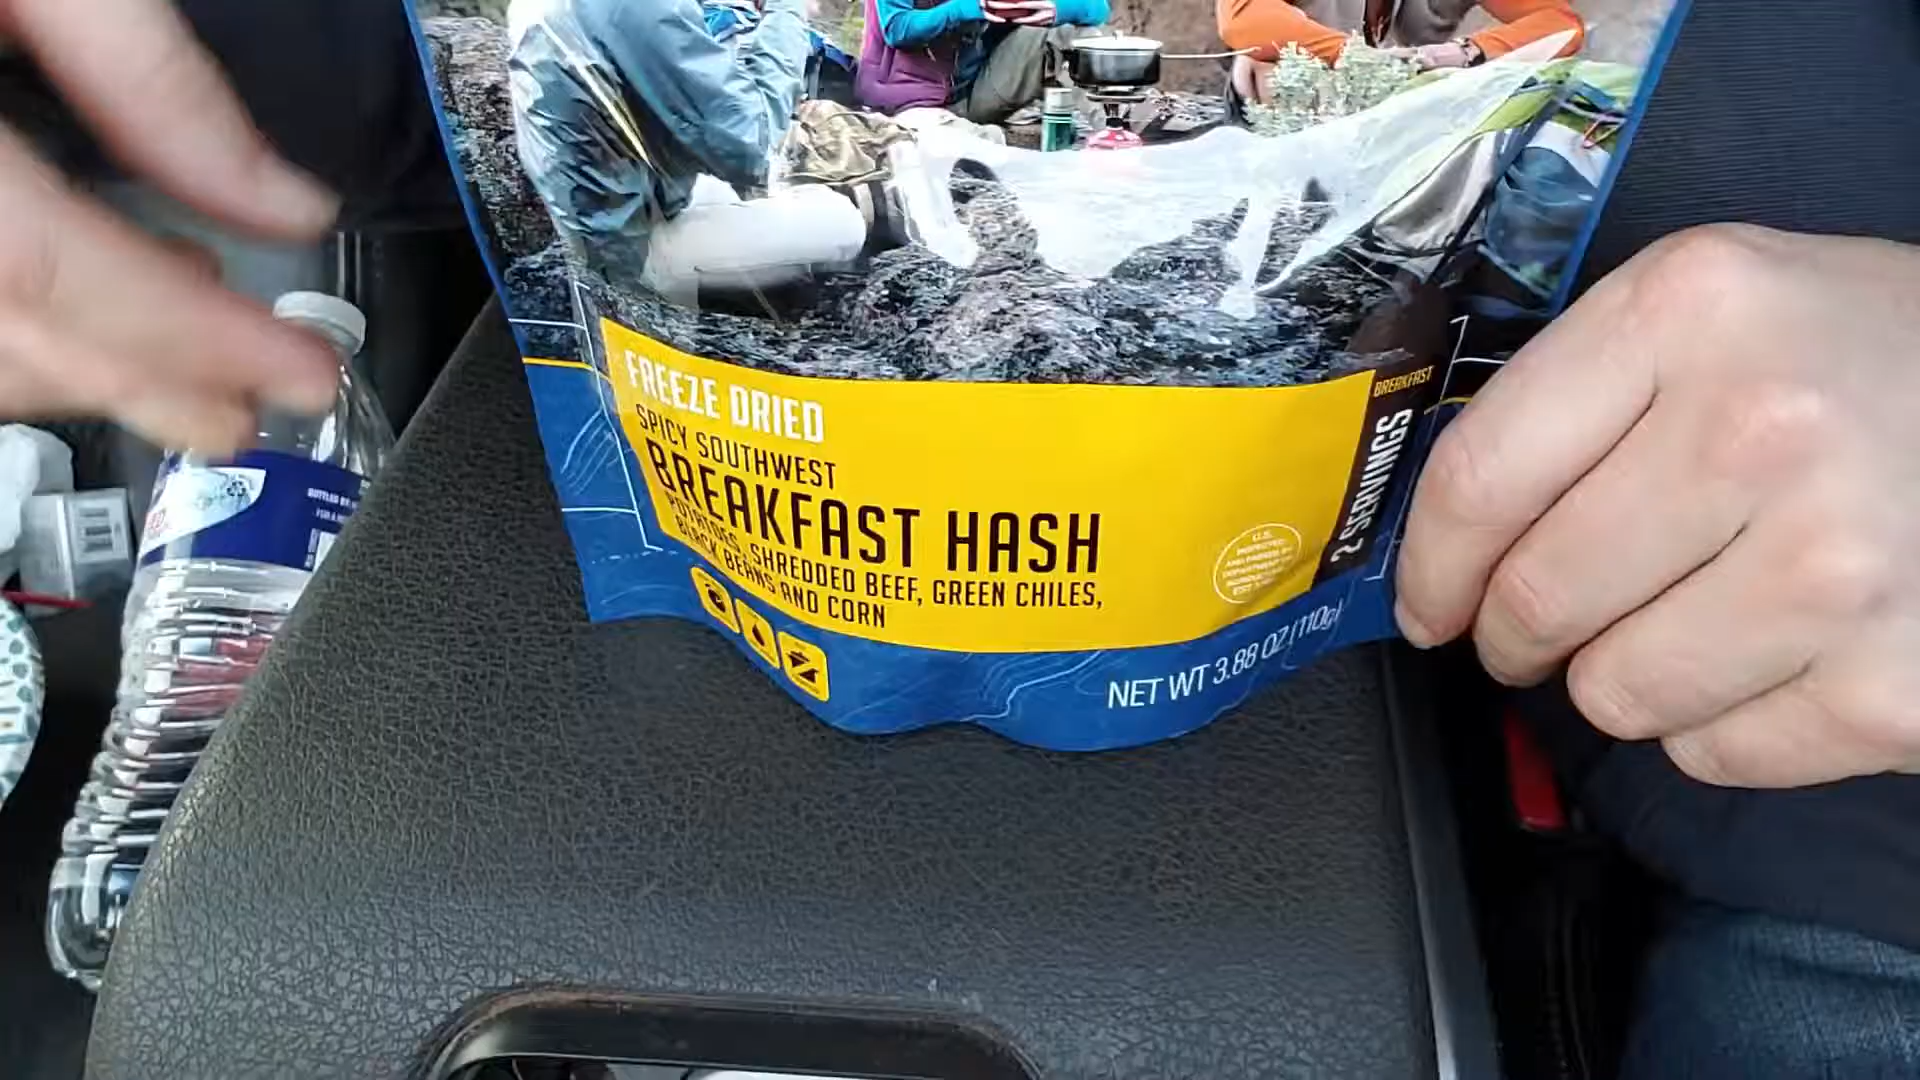 FREEZE DRIED
SPICY SOUTHWEST
BREAKFAST HASH
POTATOES, SHREDDED BEEF, GREEN CHILES,
BLACK BEANS AND CORN
BREAKFAST
2 SERVINGS
U.S.
INSPECTED
NET WT 3.88 OZ (110g)